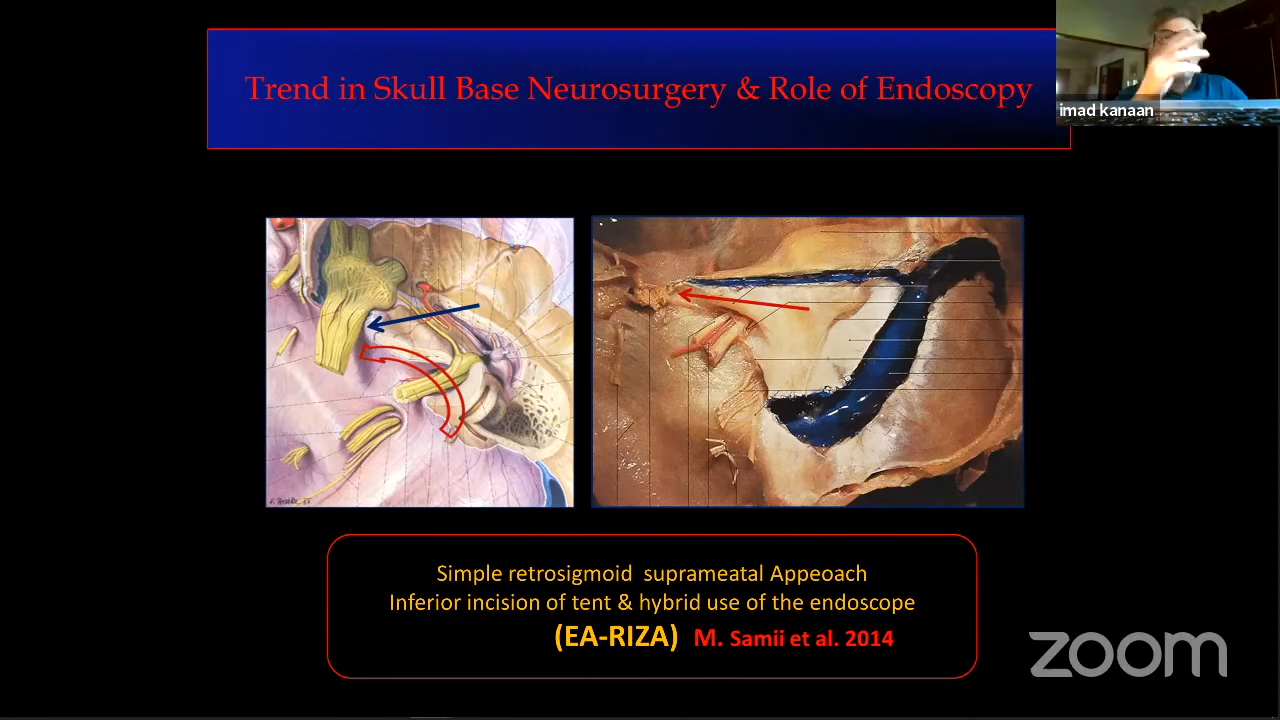 Trend in Skull Base Neurosurgery & Role of Endoscopy
imad kanaan
Simple retrosigmoid suprameatal Appeoach
Inferior incision of tent & hybrid use of the endoscope
(EA-RIZA) M. Samii et al. 2014
zoom